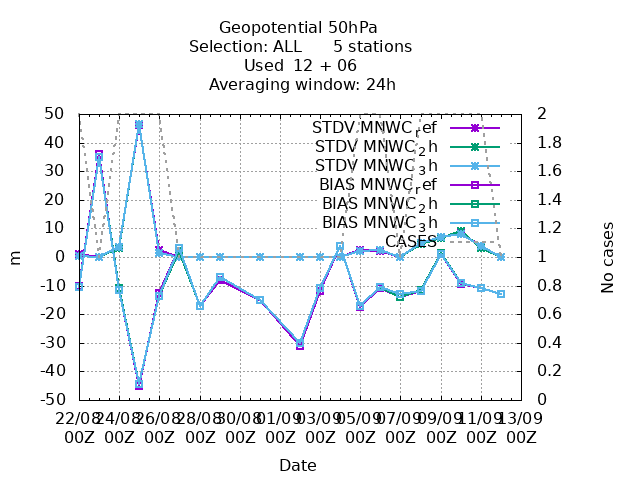 Geopotential 50hPa
Selection: ALL 5 stations
Used 12 + 06
Averaging window: 24h
50 2
40 1.8
30 1.6
20 1.4
10 1.2
0 1
-10 0.8
-20 0.6
-30 0.4
-40 0.2
-50 0
m
No cases
STDV MNWC_ref
STDV MNWC_2h
STDV MNWC_3h
BIAS MNWC_ref
BIAS MNWC_2h
BIAS MNWC_3h
CASES
22/08 24/08 26/08 28/08 30/08 01/09 03/09 05/09 07/09 09/09 11/09 13/09
00Z 00Z 00Z 00Z 00Z 00Z 00Z 00Z 00Z 00Z 00Z 00Z
Date